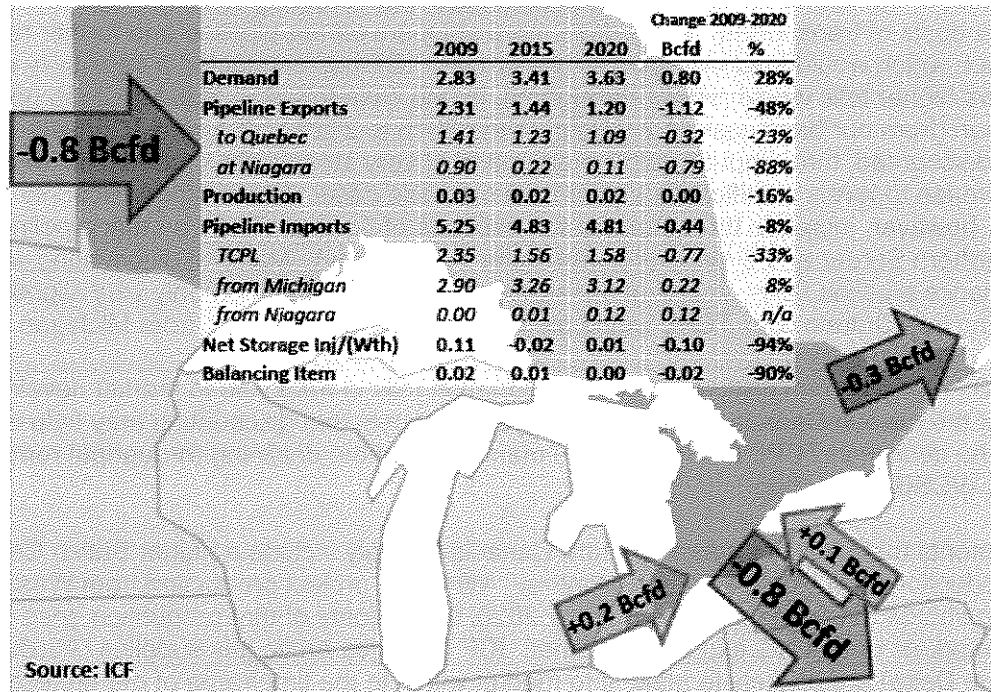 Change 2009-2020
2009 2015 2020 Bcfd %
Demand 2.83 3.41 3.63 0.80 28%
Pipeline Exports 2.31 1.44 1.20 -1.12 -48%
to Quebec 1.41 1.23 1.09 -0.32 -23%
at Niagara 0.90 0.22 0.11 -0.79 -88%
Production 0.03 0.02 0.02 0.00 -16%
Pipeline Imports 5.25 4.83 4.81 -0.44 -8%
TCPL 2.35 1.56 1.58 -0.77 -33%
from Michigan 2.90 3.26 3.12 0.22 8%
from Niagara 0.00 0.01 0.12 0.12 n/a
Net Storage Inj/(Wth) 0.11 -0.02 0.01 -0.10 -94%
Balancing Item 0.02 0.01 0.00 -0.02 -90%
-0.8 Bcfd
-0.3 Bcfd
+0.1 Bcfd
-0.8 Bcfd
+0.2 Bcfd
Source: ICF